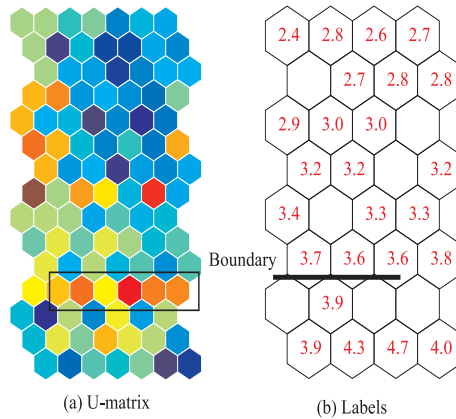 2.4 2.8 2.6 2.7
2.7 2.8 2.8
2.9 3.0 3.0
3.2 3.2 3.2
3.4 3.3 3.3
Boundary
3.7 3.6 3.6 3.8
3.9
3.9 4.3 4.7 4.0
(a) U-matrix
(b) Labels